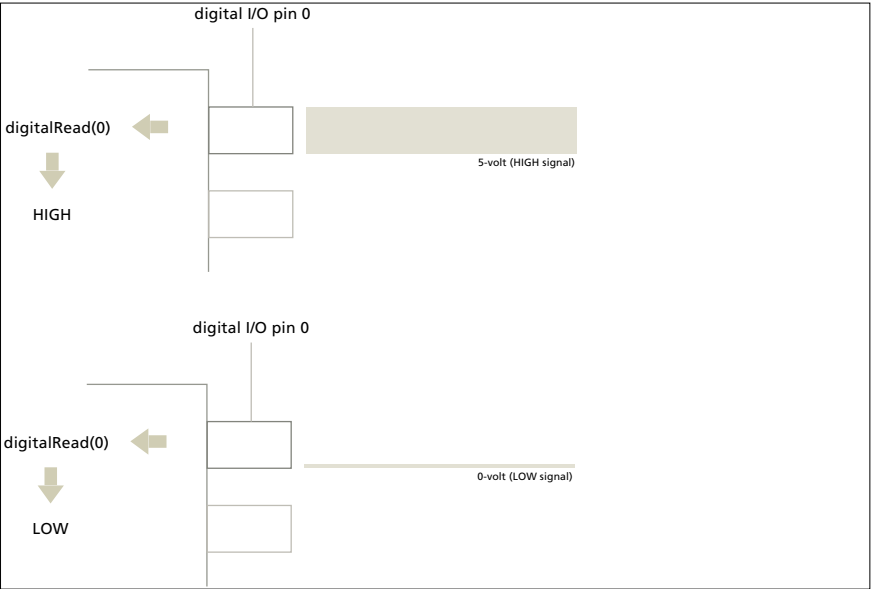 digital I/O pin 0
digitalRead(0)
5-volt (HIGH signal)
HIGH
digital I/O pin 0
digitalRead(0)
0-volt (LOW signal)
LOW